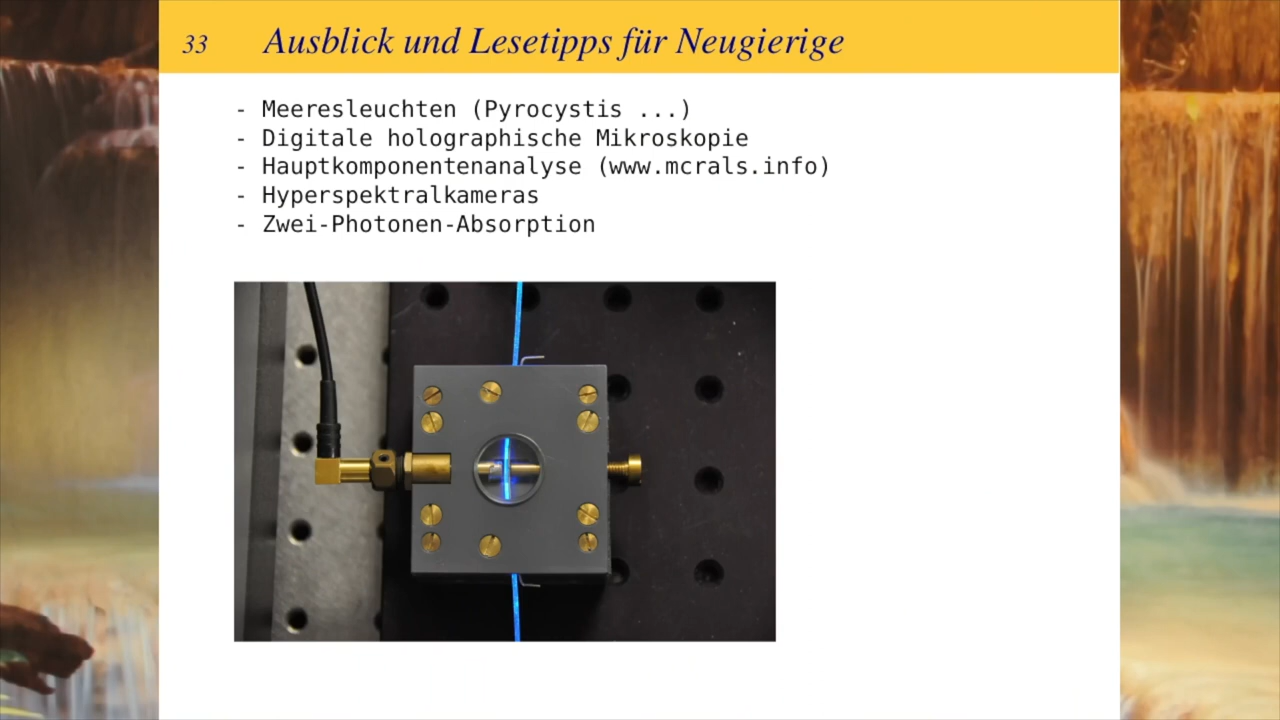 33 Ausblick und Lesetipps für Neugierige
- Meeresleuchten (Pyrocystis ...)
- Digitale holographische Mikroskopie
- Hauptkomponentenanalyse (www.mcrals.info)
- Hyperspektralkameras
- Zwei-Photonen-Absorption